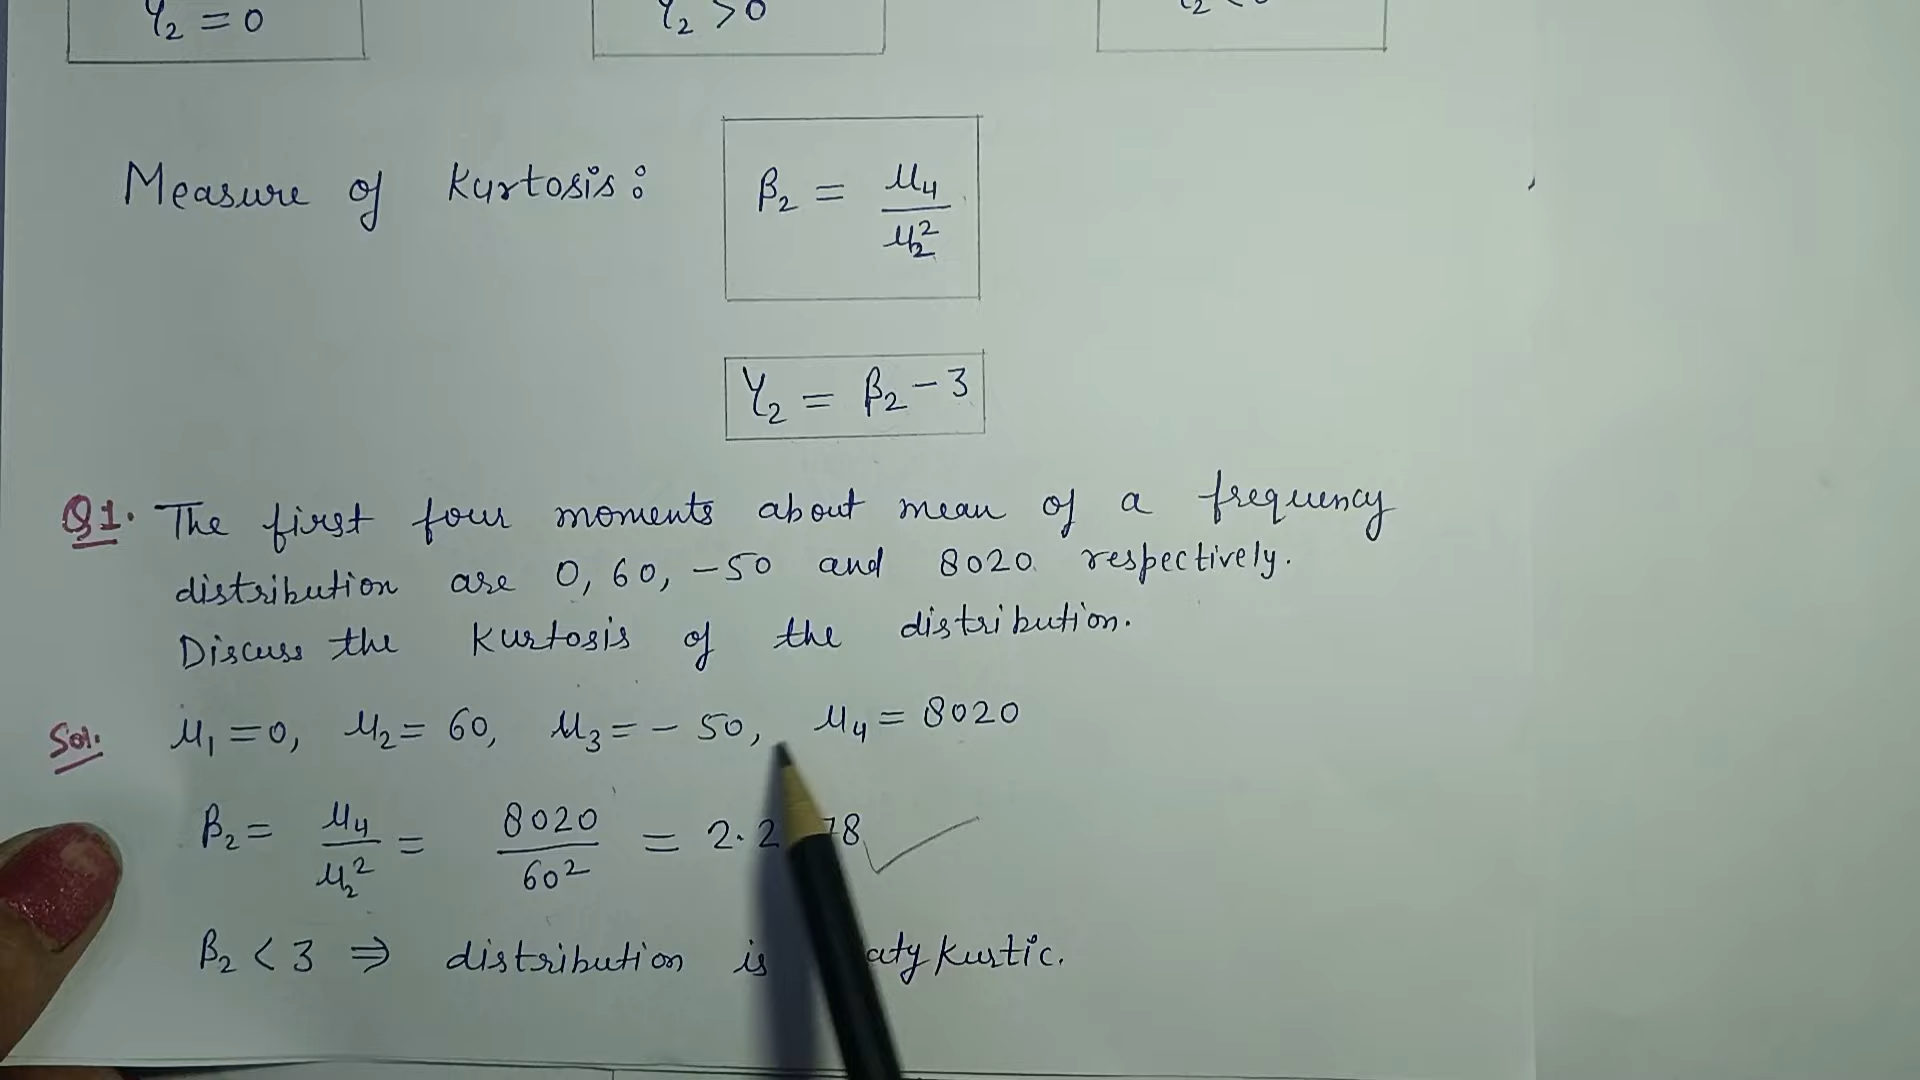 γ₂ = 0
γ₂ > 0
Measure of Kurtosis:
β₂ = μ₄ / μ₂²
γ₂ = β₂ - 3
Q1. The first four moments about mean of a frequency
distribution are 0, 60, -50 and 8020 respectively.
Discuss the Kurtosis of the distribution.
Sol. μ₁ = 0, μ₂ = 60, μ₃ = - 50, μ₄ = 8020
β₂ = μ₄ / μ₂² = 8020 / 60² =
β₂ < 3 ⇒ distribution is